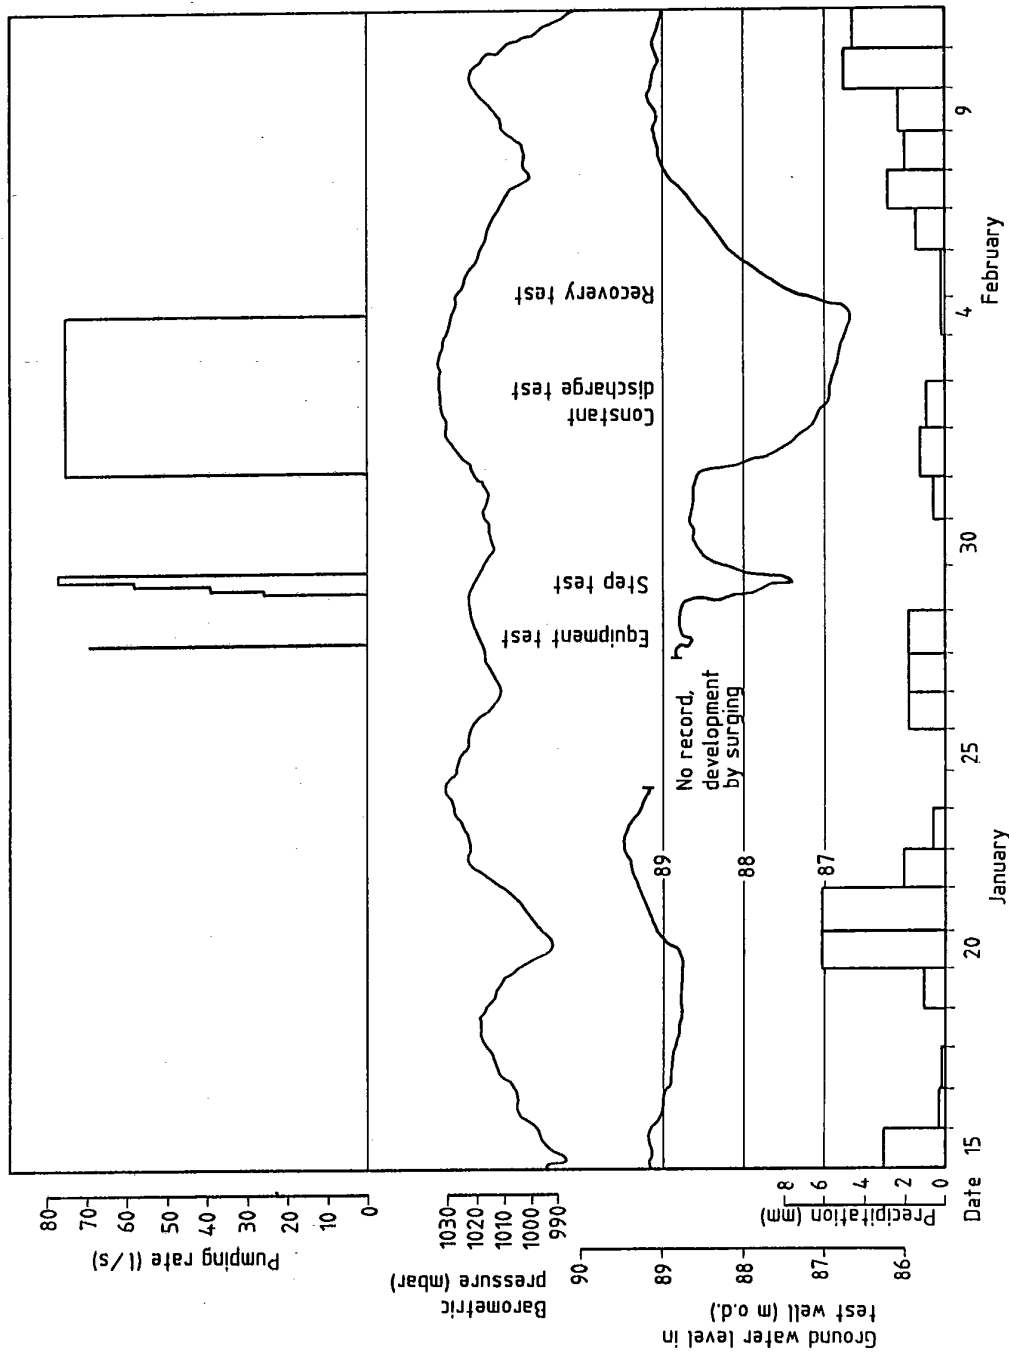 Pumping rate (l/s)
80
70
60
50
40
30
20
10
0
Barometric
pressure (mbar)
1030
1020
1010
1000
990
Ground water level in
test well (m o.d.)
90
89
88
87
86
Precipitation (mm)
8
6
4
2
0
Equipment test
Step test
Constant
discharge test
Recovery test
No record,
development
by surging
89
88
87
Date
15
20
25
30
4
9
January
February